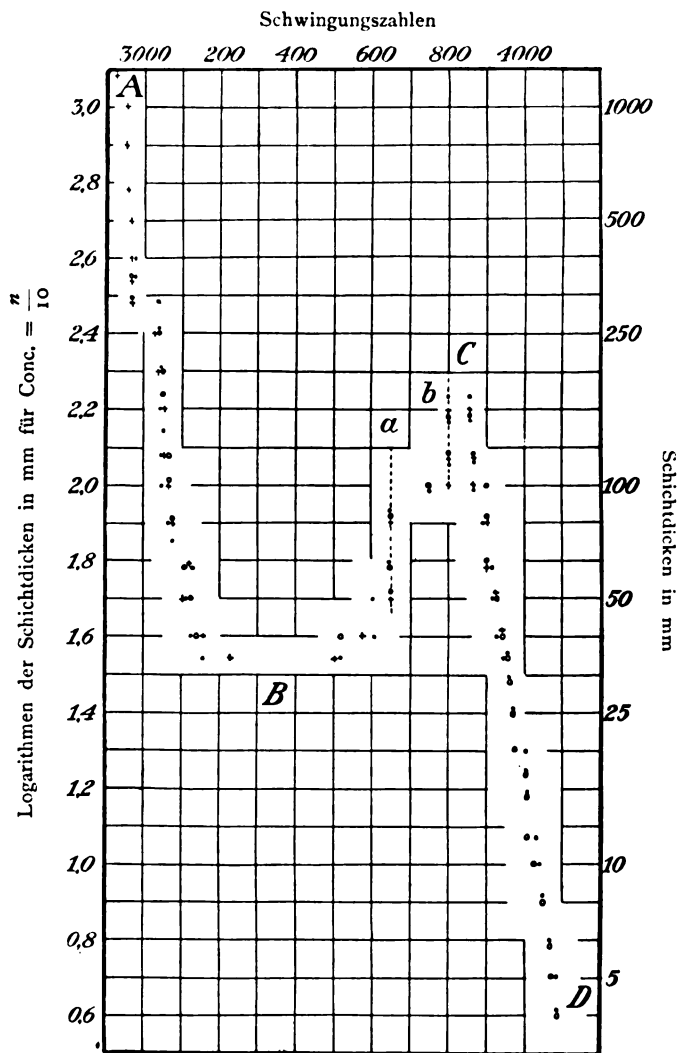 Schwingungszahlen
3000 200 400 600 800 4000
A
3,0 1000
2,8
2,6 500
2,4 250
C
b
2,2
a
2,0 100
1,8
1,6 50
B
1,4 25
1,2
1,0 10
0,8
5
D
0,6
Logarithmen der Schichtdicken in mm für Conc. = n/10
Schichtdicken in mm